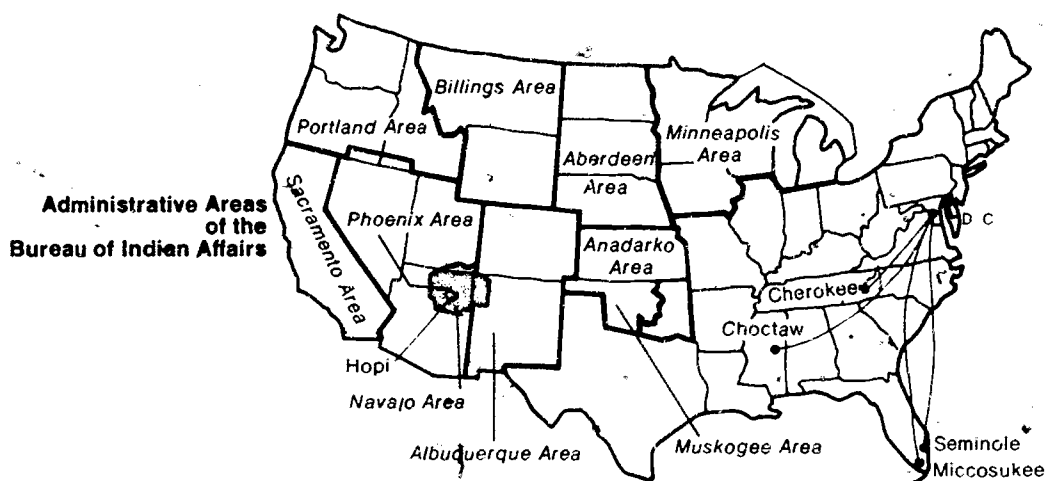 Administrative Areas
of the
Bureau of Indian Affairs
Billings Area
Portland Area
Minneapolis
Area
Aberdeen
Area
Sacramento Area
Phoenix Area
Anadarko
Area
D C
Cherokee
Choctaw
Hopi
Navajo Area
Albuquerque Area
Muskogee Area
Seminole
Miccosukee